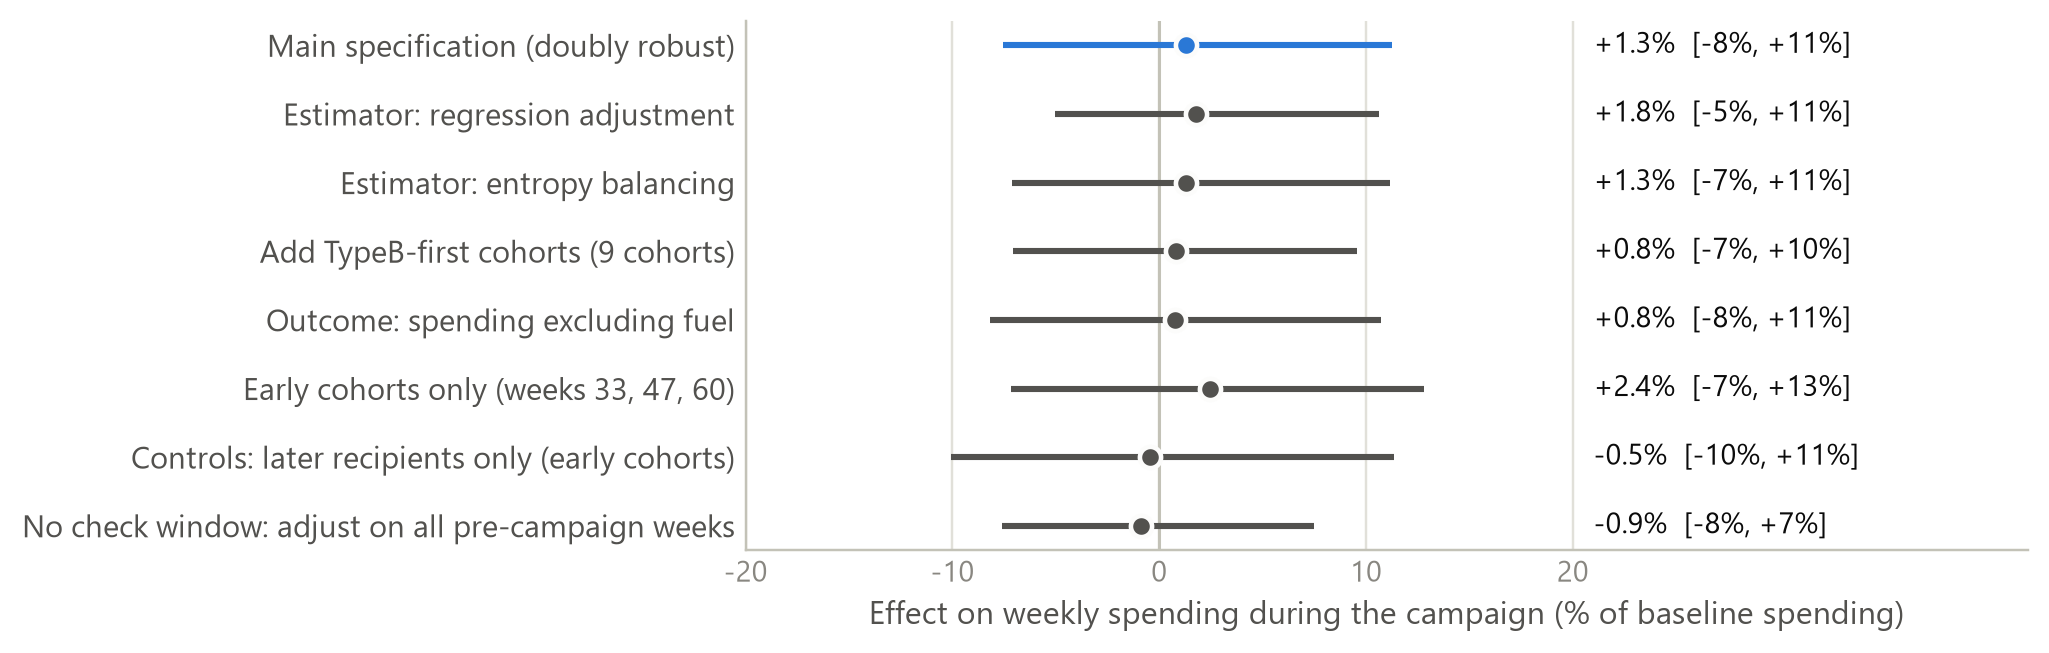 Main specification (doubly robust) +1.3% [-8%, +11%]
Estimator: regression adjustment +1.8% [-5%, +11%]
Estimator: entropy balancing +1.3% [-7%, +11%]
Add TypeB-first cohorts (9 cohorts) +0.8% [-7%, +10%]
Outcome: spending excluding fuel +0.8% [-8%, +11%]
Early cohorts only (weeks 33, 47, 60) +2.4% [-7%, +13%]
Controls: later recipients only (early cohorts) -0.5% [-10%, +11%]
No check window: adjust on all pre-campaign weeks -0.9% [-8%, +7%]
-20 -10 0 10 20
Effect on weekly spending during the campaign (% of baseline spending)